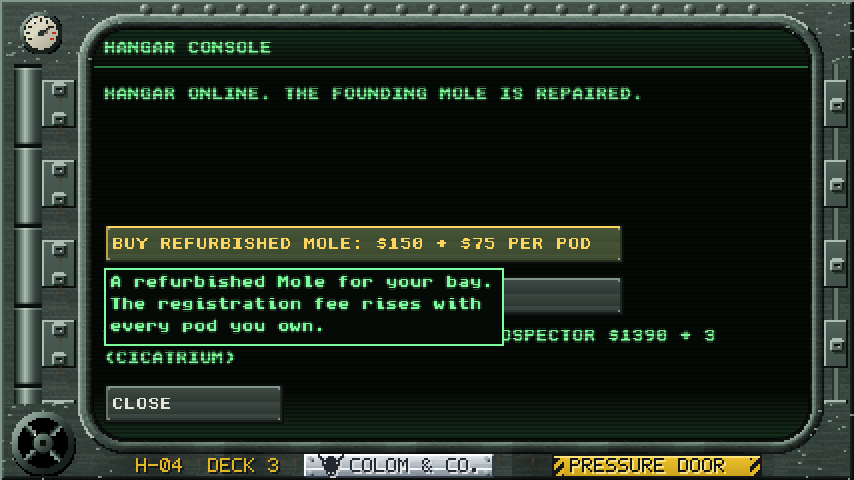 HANGAR CONSOLE
HANGAR ONLINE. THE FOUNDING MOLE IS REPAIRED.
BUY REFURBISHED MOLE: $150 + $75 PER POD
A refurbished Mole for your bay.
The registration fee rises with
every pod you own.
$1390 + 3
(CICATRIUM)
CLOSE
H-04 DECK 3 COLOM & CO. PRESSURE DOOR